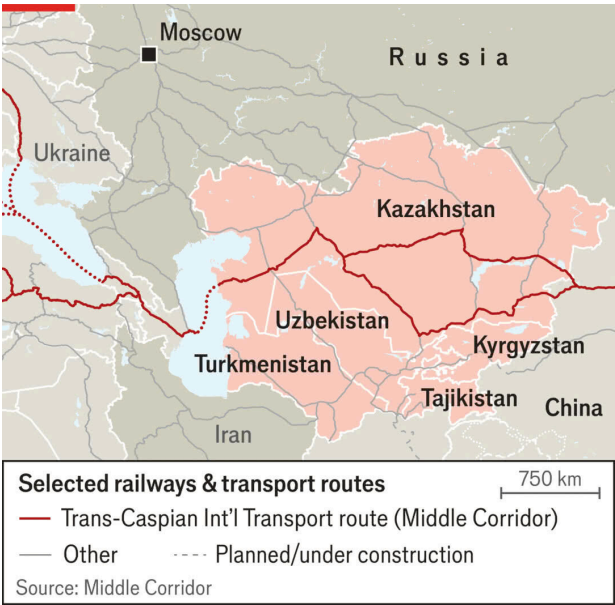 Moscow
Russia
Ukraine
Kazakhstan
Uzbekistan
Kyrgyzstan
Turkmenistan
Tajikistan
China
Iran
Selected railways & transport routes
750 km
Trans-Caspian Int'l Transport route (Middle Corridor)
Other
Planned/under construction
Source: Middle Corridor